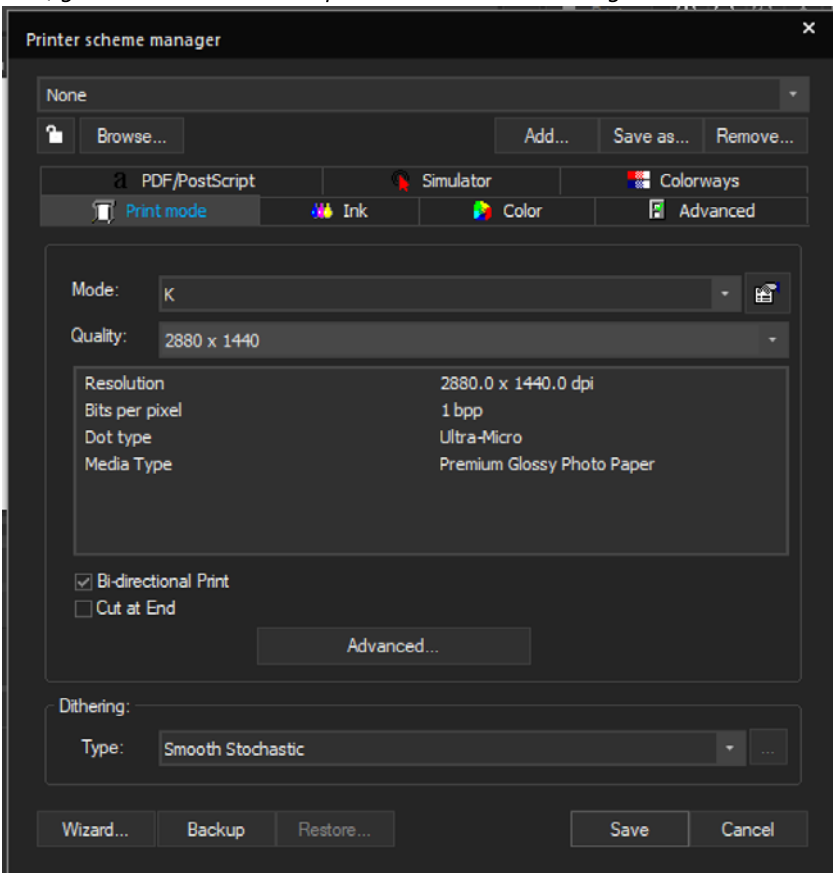 Printer scheme manager
None
Browse... Add... Save as... Remove...
PDF/PostScript Simulator Colorways
Print mode Ink Color Advanced
Mode: K
Quality: 2880 x 1440
Resolution 2880.0 x 1440.0 dpi
Bits per pixel 1 bpp
Dot type Ultra-Micro
Media Type Premium Glossy Photo Paper
Bi-directional Print
Cut at End
Advanced...
Dithering:
Type: Smooth Stochastic ...
Wizard... Backup Restore... Save Cancel